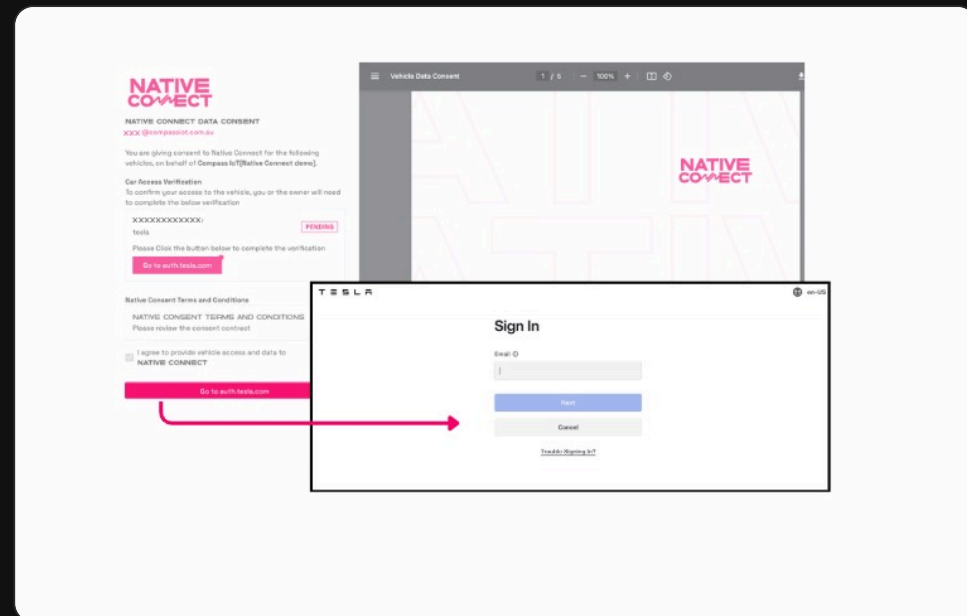 NATIVE
CONNECT
NATIVE CONNECT DATA CONSENT
XXX @compassiot.com.au
You are giving consent to Native Connect for the following
vehicles, on behalf of Compass IoT[Native Connect demo].
Car Access Verification
To confirm your access to the vehicle, you or the owner will need
to complete the below verification
XXXXXXXXXXXX:
tesla
PENDING
Please Click the button below to complete the verification
Go to auth.tesla.com
Native Consent Terms and Conditions
NATIVE CONSENT TERMS AND CONDITIONS
Please review the consent contract
I agree to provide vehicle access and data to
NATIVE CONNECT
Go to auth.tesla.com
Vehicle Data Consent
1 / 5
100%
NATIVE
CONNECT
TESLA
en-US
Sign In
Email
Next
Cancel
Trouble Signing In?